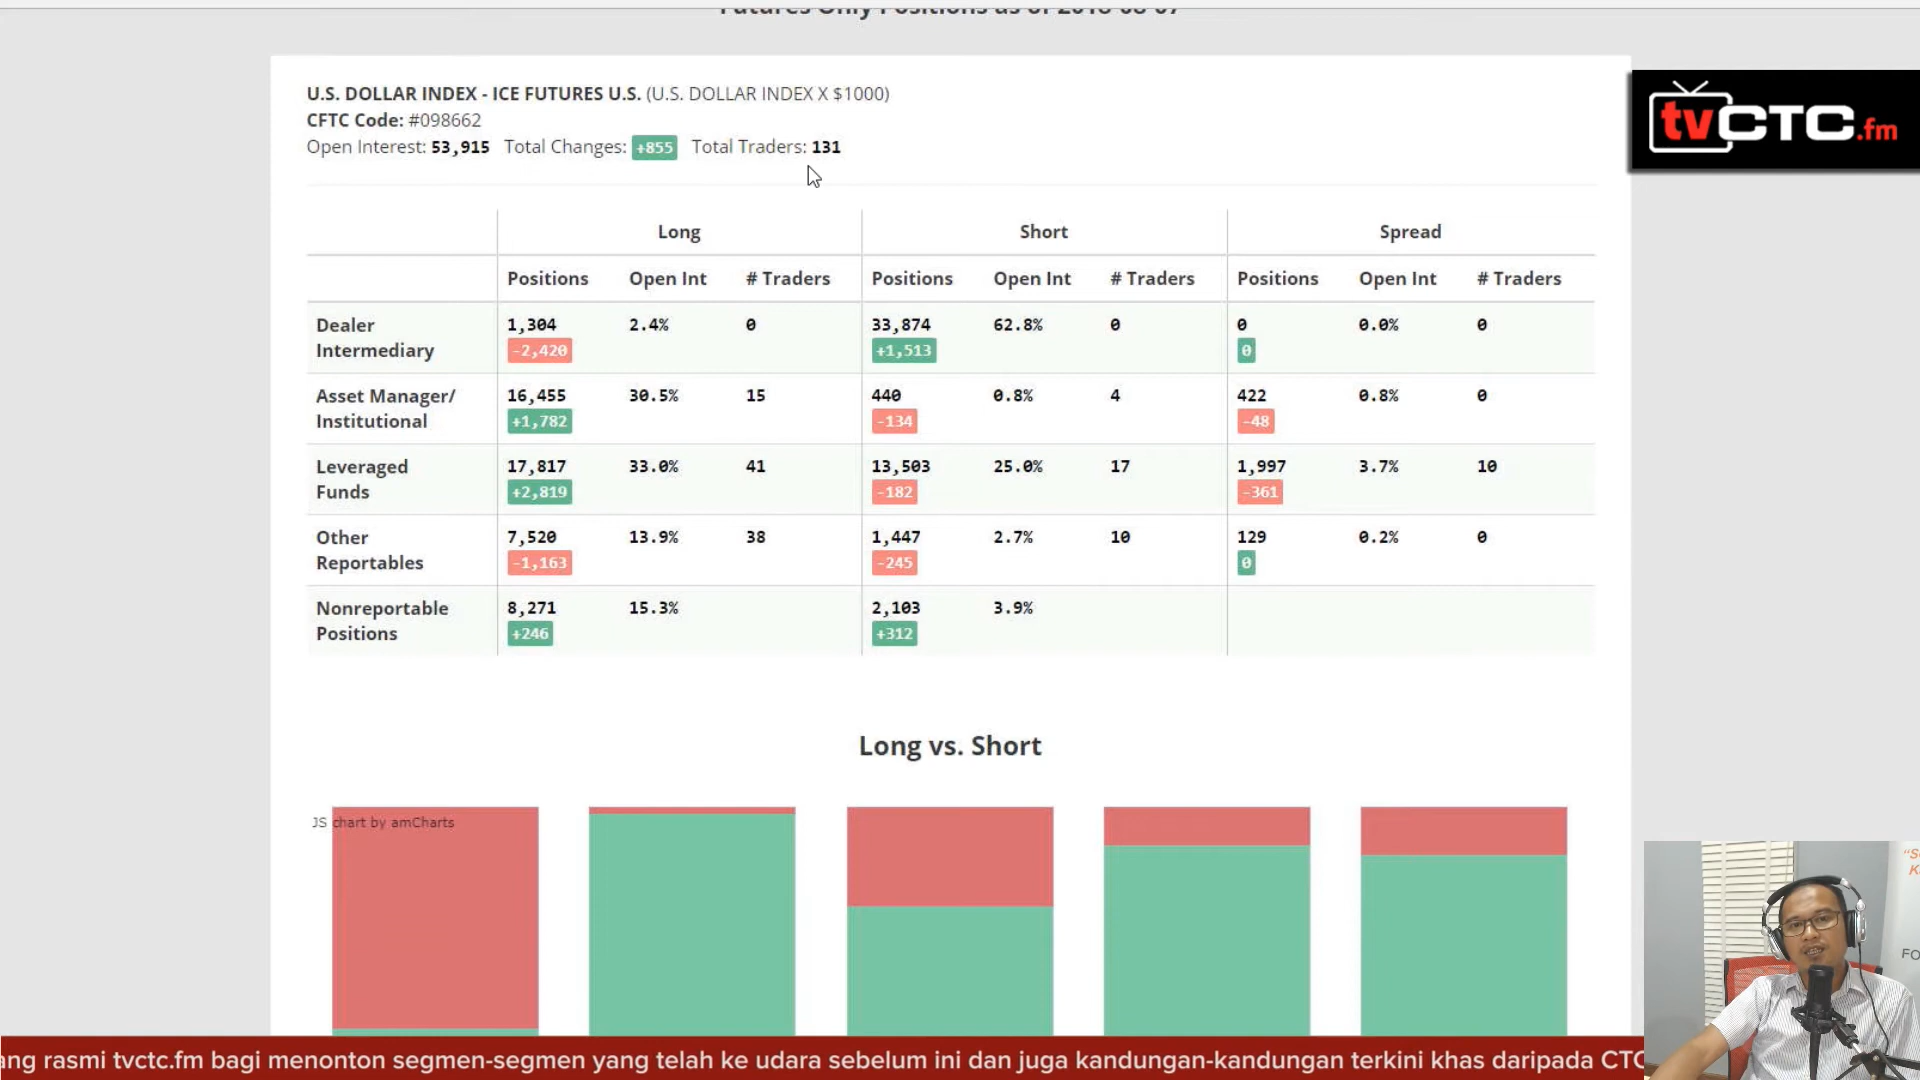 Futures Only Positions as of 2018-08-07
U.S. DOLLAR INDEX - ICE FUTURES U.S. (U.S. DOLLAR INDEX X $1000)
CFTC Code: #098662
Open Interest: 53,915 Total Changes: +855 Total Traders: 131
tvCTC.fm
Long Short Spread
Positions Open Int # Traders Positions Open Int # Traders Positions Open Int # Traders
Dealer 1,304 2.4% 0 33,874 62.8% 0 0 0.0% 0
Intermediary -2,420 +1,513 0
Asset Manager/ 16,455 30.5% 15 440 0.8% 4 422 0.8% 0
Institutional +1,782 -134 -48
Leveraged 17,817 33.0% 41 13,503 25.0% 17 1,997 3.7% 10
Funds +2,819 -182 -361
Other 7,520 13.9% 38 1,447 2.7% 10 129 0.2% 0
Reportables -1,163 -245 0
Nonreportable 8,271 15.3% 2,103 3.9%
Positions +246 +312
Long vs. Short
JS chart by amCharts
ang rasmi tvctc.fm bagi menonton segmen-segmen yang telah ke udara sebelum ini dan juga kandungan-kandungan terkini khas daripada CTC